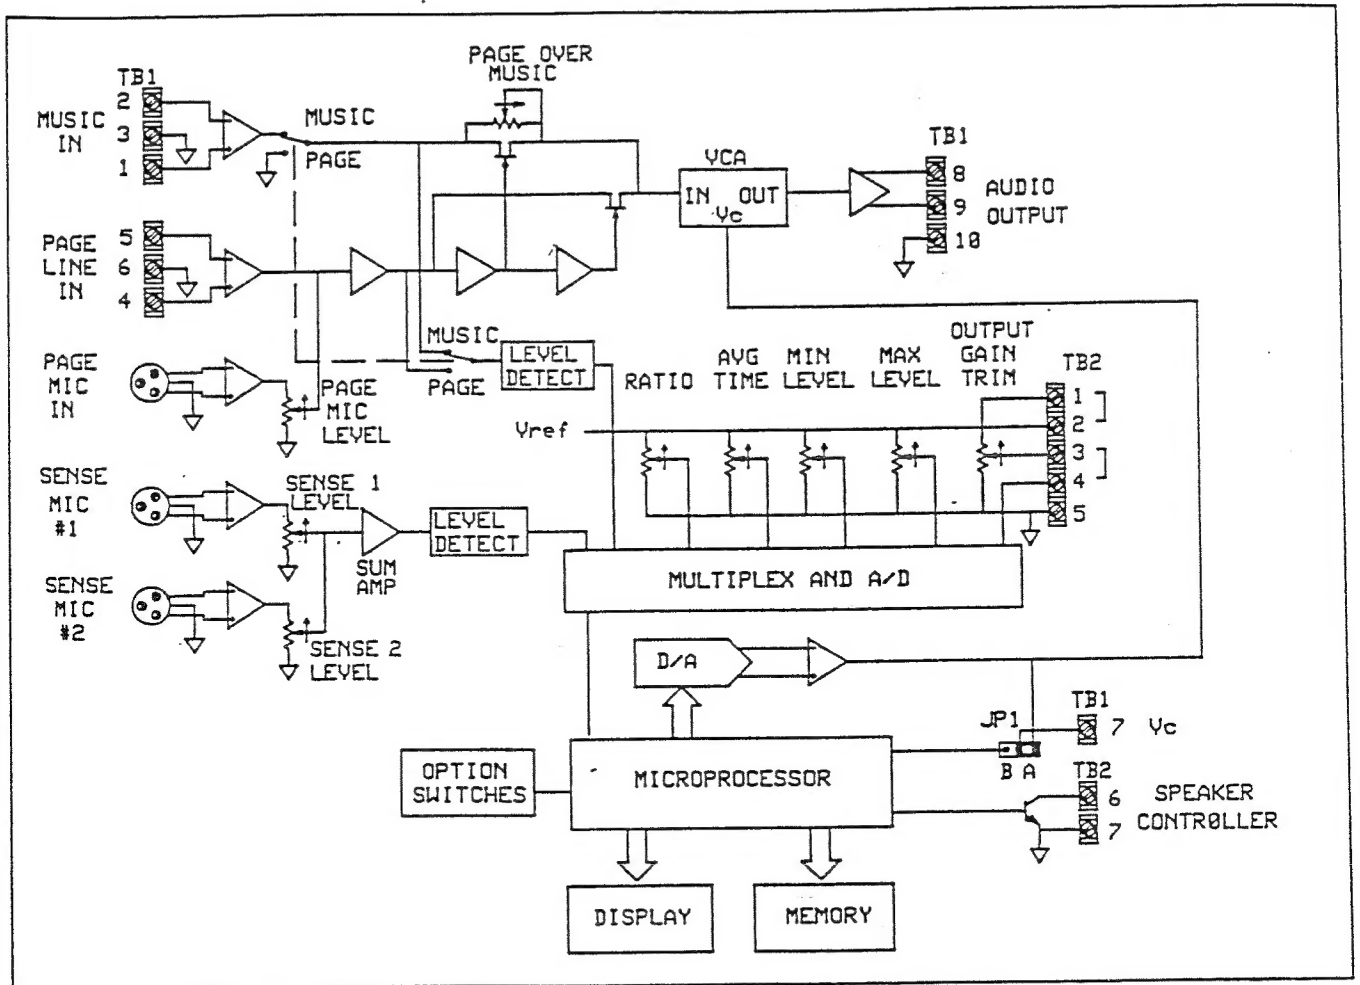 PAGE OVER
MUSIC
TB1
2
3
1
MUSIC
IN
MUSIC
PAGE
VCA
IN OUT
Vc
TB1
8
9
10
AUDIO
OUTPUT
PAGE
LINE
IN
5
6
4
MUSIC
PAGE
LEVEL
DETECT
PAGE
MIC
IN
PAGE
MIC
LEVEL
RATIO
AVG
TIME
MIN
LEVEL
MAX
LEVEL
OUTPUT
GAIN
TRIM
TB2
1
2
3
4
5
Vref
SENSE
MIC
#1
SENSE 1
LEVEL
SUM
AMP
LEVEL
DETECT
MULTIPLEX AND A/D
SENSE
MIC
#2
SENSE 2
LEVEL
D/A
JP1
B A
TB1
7 Vc
OPTION
SWITCHES
MICROPROCESSOR
TB2
6
7
SPEAKER
CONTR0LLER
DISPLAY
MEMORY